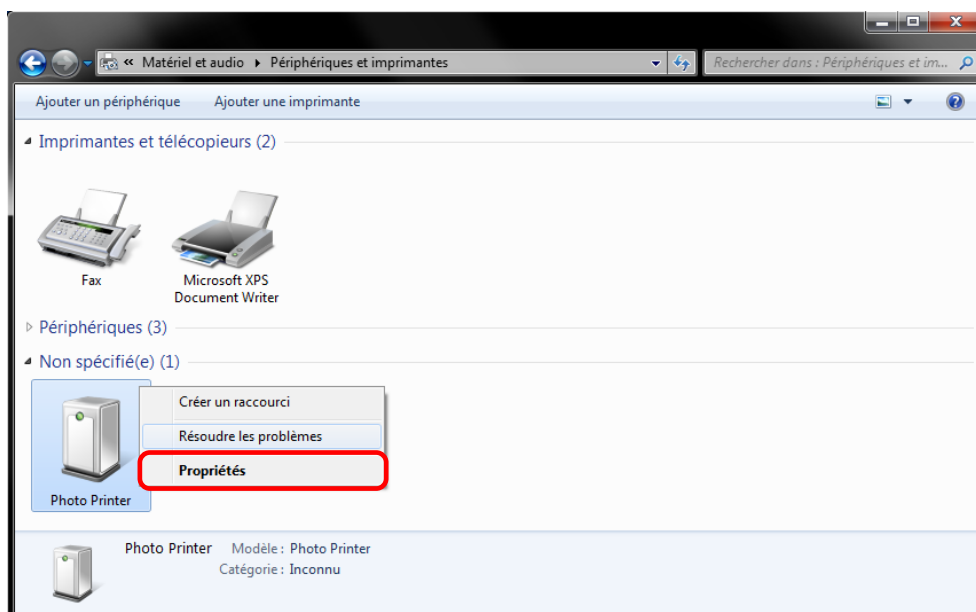 « Matériel et audio ▸ Périphériques et imprimantes
Rechercher dans : Périphériques et im...
Ajouter un périphérique Ajouter une imprimante
Imprimantes et télécopieurs (2)
Fax
Microsoft XPS
Document Writer
Périphériques (3)
Non spécifié(e) (1)
Créer un raccourci
Résoudre les problèmes
Propriétés
Photo Printer
Photo Printer Modèle : Photo Printer
Catégorie : Inconnu